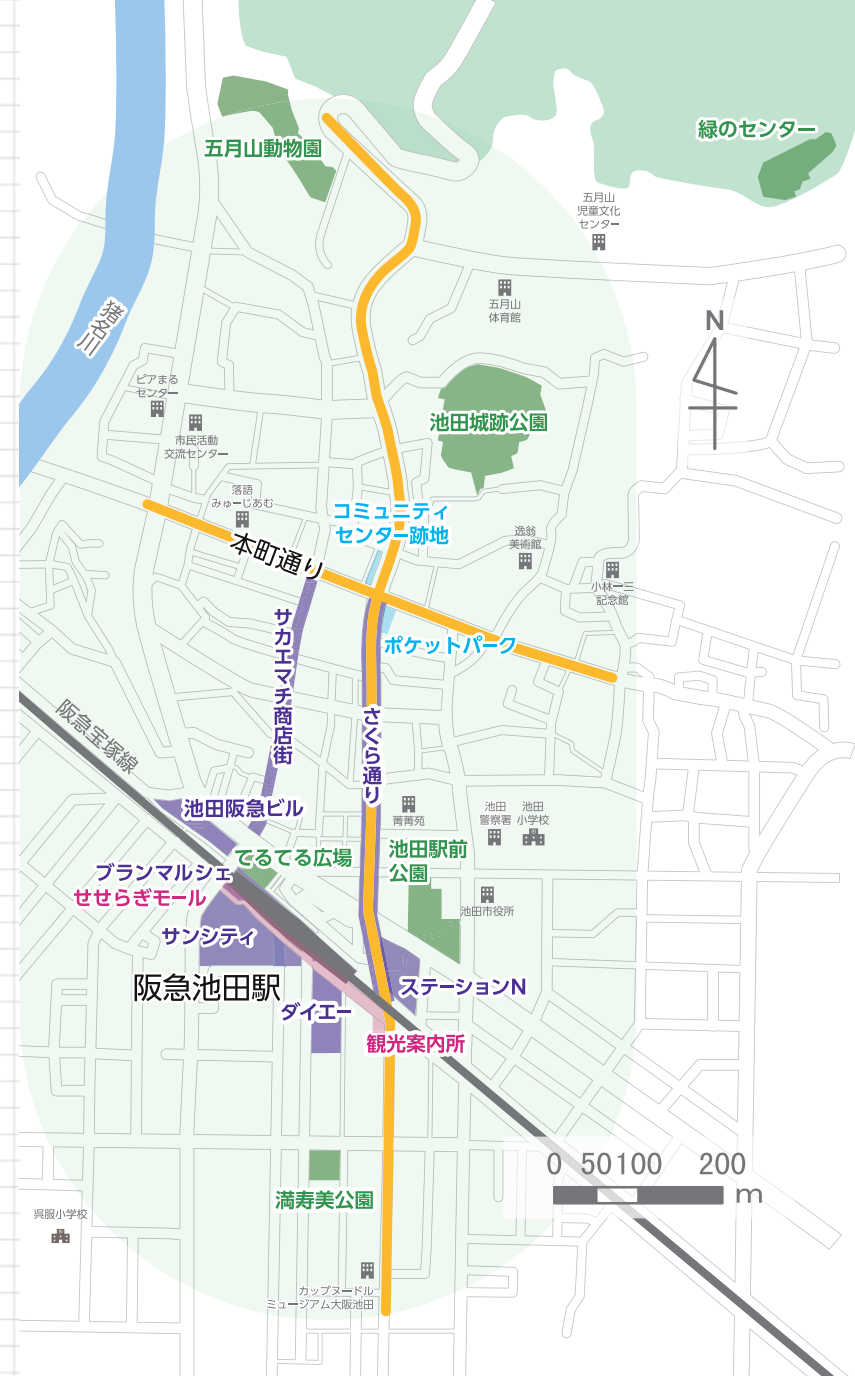 緑のセンター
五月山動物園
五月山
児童文化
センター
五月山
体育館
N
猪名川
ピアまる
センター
市民活動
交流センター
池田城跡公園
落語
みゅーじあむ
コミュニティ
センター跡地
逸翁
美術館
本町通り
小林一三
記念館
ポケットパーク
サカエマチ商店街
さくら通り
阪急宝塚線
池田阪急ビル
菁菁苑
池田
警察署
池田
小学校
てるてる広場
池田駅前
公園
ブランマルシェ
せせらぎモール
池田市役所
サンシティ
阪急池田駅
ステーションN
ダイエー
観光案内所
0 50 100 200 m
満寿美公園
呉服小学校
カップヌードル
ミュージアム大阪池田